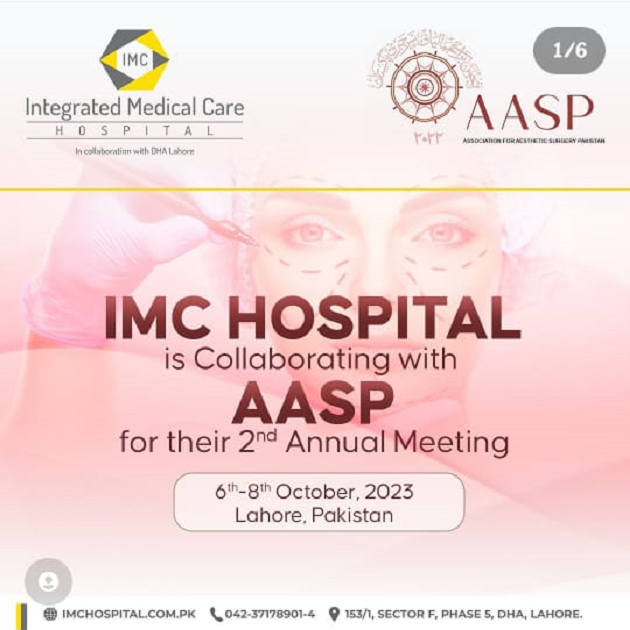 IMC
Integrated Medical Care
HOSPITAL
In collaboration with DHA Lahore
AASP
ASSOCIATION FOR AESTHETIC SURGERY PAKISTAN
۲۰۲۲
1/6
IMC HOSPITAL
is Collaborating with
AASP
for their 2nd Annual Meeting
6th-8th October, 2023
Lahore, Pakistan
IMCHOSPITAL.COM.PK 042-37178901-4 153/1, SECTOR F, PHASE 5, DHA, LAHORE.